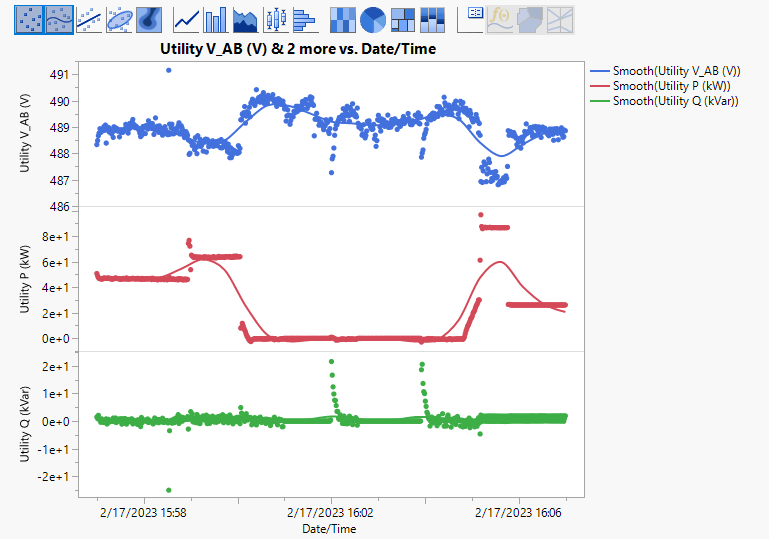 Utility V_AB (V) & 2 more vs. Date/Time
Smooth(Utility V_AB (V))
Smooth(Utility P (kW))
Smooth(Utility Q (kVar))
Utility V_AB (V)
491
490
489
488
487
486
Utility P (kW)
8e+1
6e+1
4e+1
2e+1
0e+0
Utility Q (kVar)
2e+1
1e+1
0e+0
-1e+1
-2e+1
2/17/2023 15:58
2/17/2023 16:02
2/17/2023 16:06
Date/Time